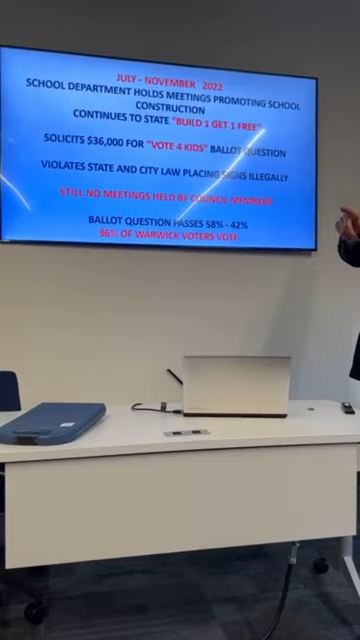 JULY - NOVEMBER 2022
SCHOOL DEPARTMENT HOLDS MEETINGS PROMOTING SCHOOL
CONSTRUCTION
CONTINUES TO STATE "BUILD 1 GET 1 FREE"
SOLICITS $36,000 FOR "VOTE 4 KIDS" BALLOT QUESTION
VIOLATES STATE AND CITY LAW PLACING SIGNS ILLEGALLY
STILL NO MEETINGS HELD BY COUNCIL MEMBERS
BALLOT QUESTION PASSES 58% - 42%
36% OF WARWICK VOTERS VOTE